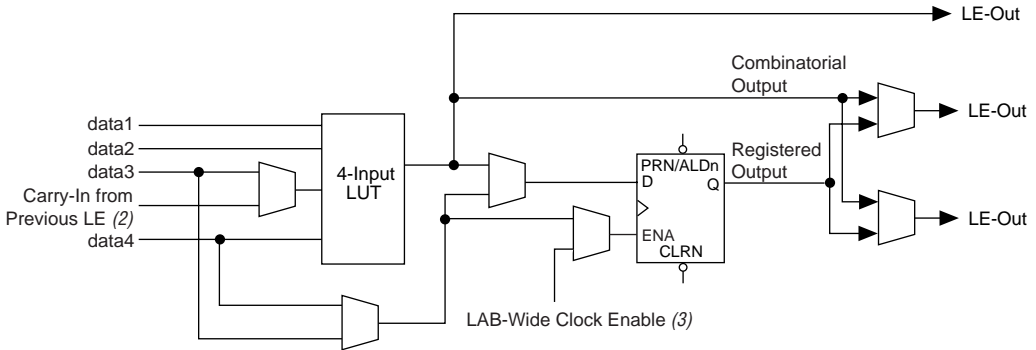 LE-Out
Combinatorial
Output
LE-Out
data1
data2
data3
Carry-In from
Previous LE (2)
data4
4-Input
LUT
PRN/ALDn
D
Q
ENA
CLRN
Registered
Output
LE-Out
LAB-Wide Clock Enable (3)